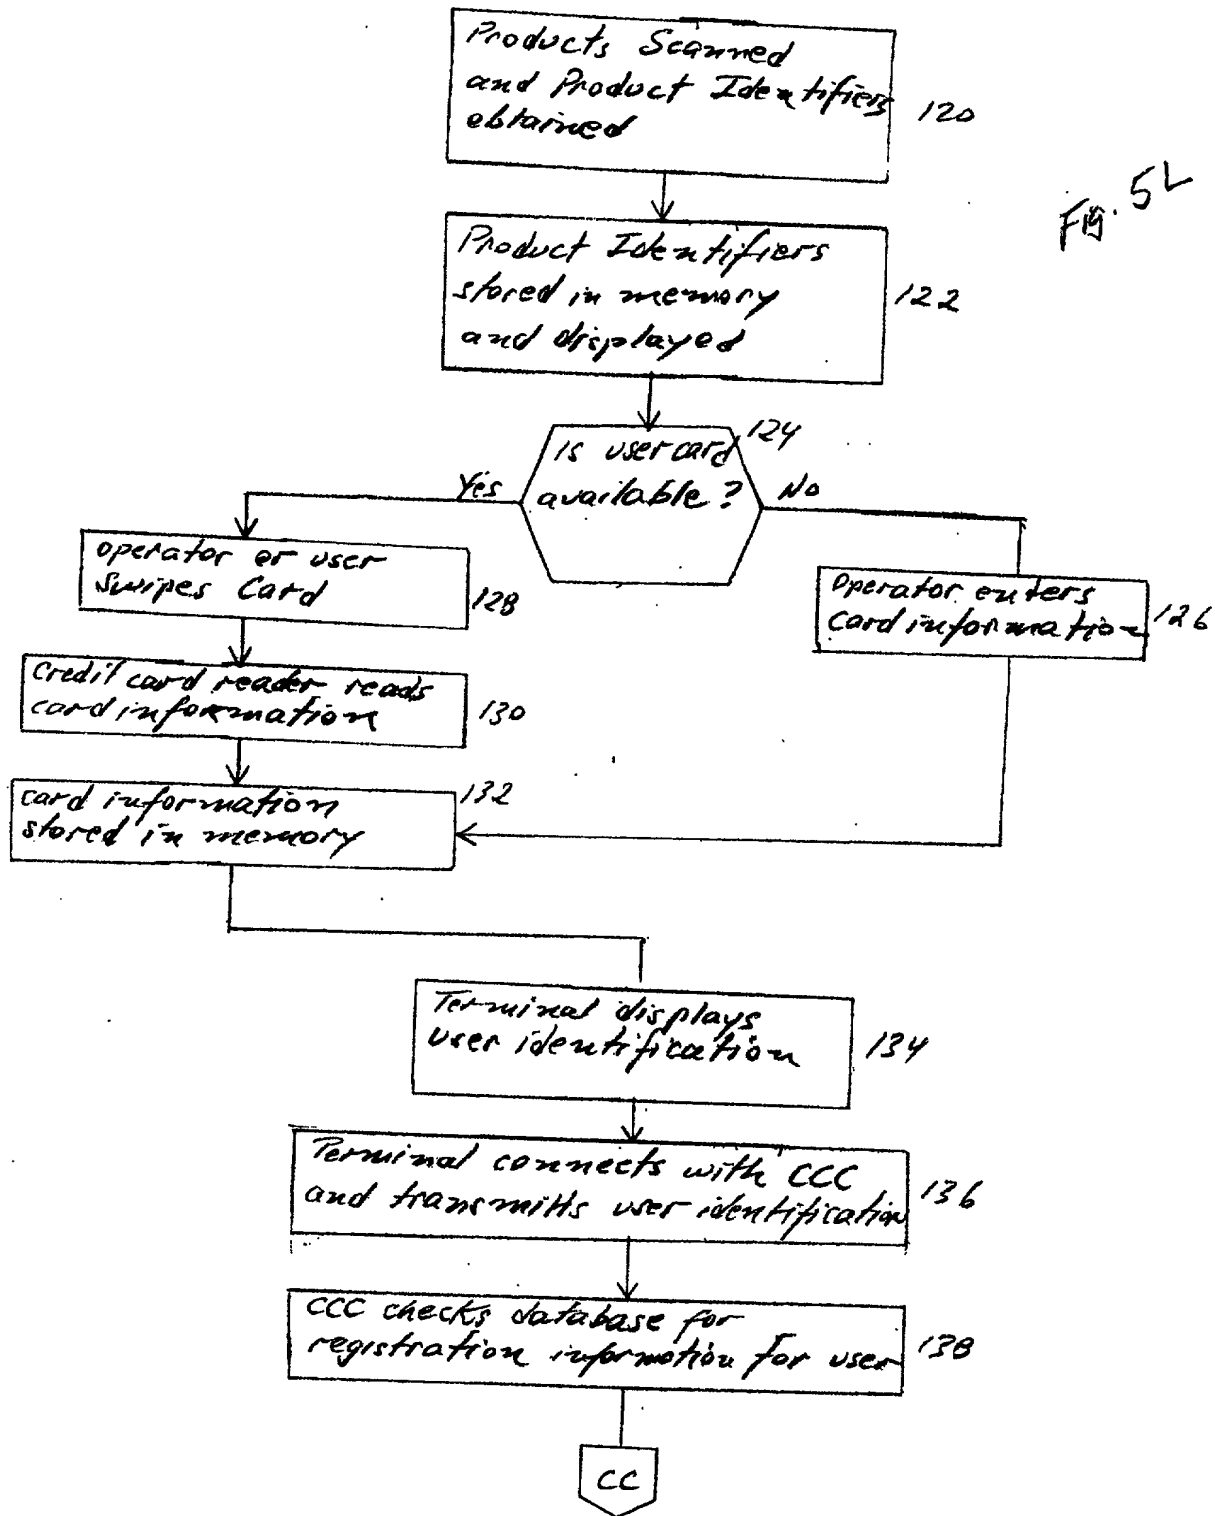 Products Scanned
and Product Identifiers
obtained
120
Fig. 5L
Product Identifiers
stored in memory
and displayed
122
Is user card
available?
124
Yes
No
operator or user
Swipes Card
128
Operator enters
card information
126
Credit card reader reads
card information
130
card information
stored in memory
132
Terminal displays
user identification
134
Terminal connects with CCC
and transmitts user identification
136
CCC checks database for
registration information for user
138
CC